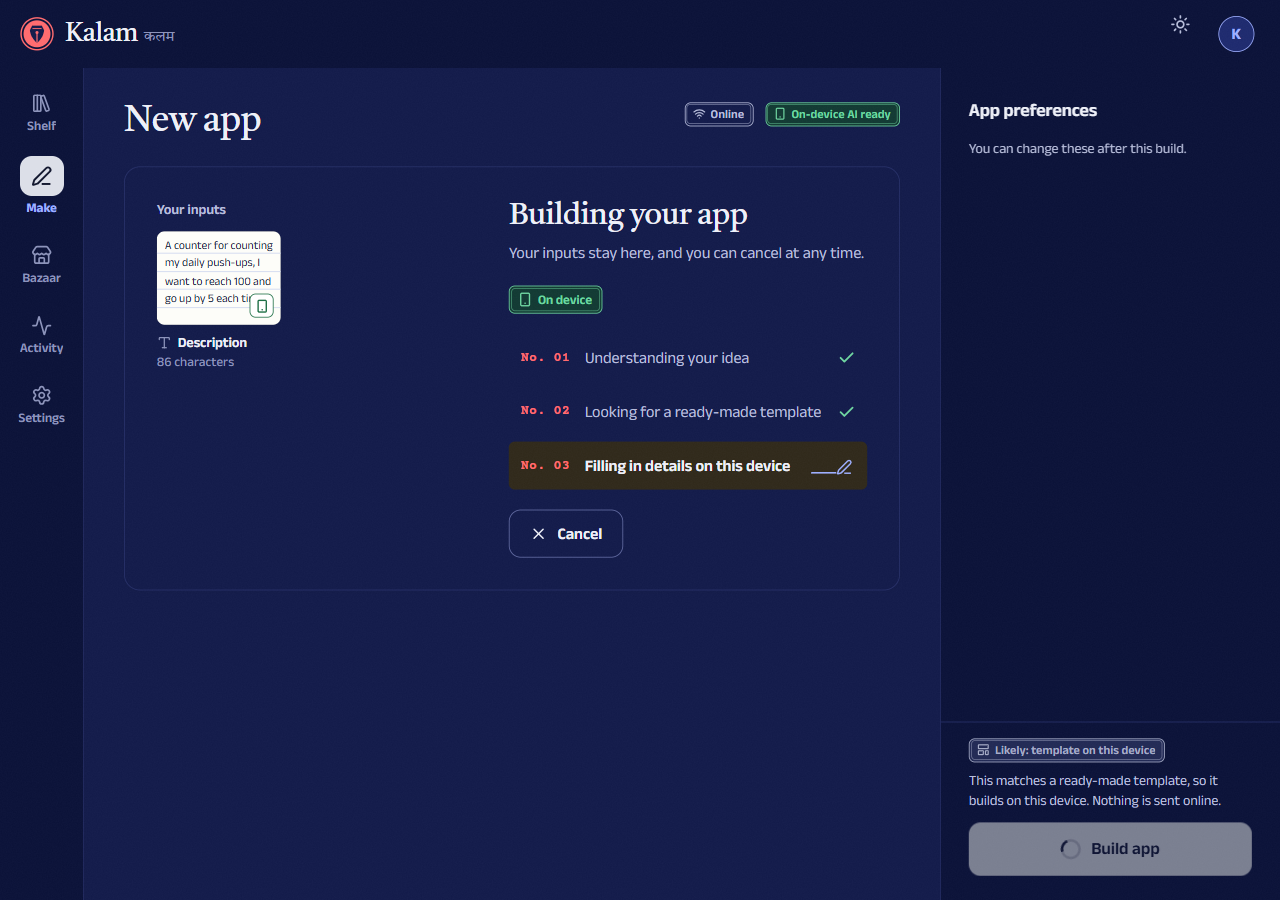 Kalam कलम
K
Shelf
Make
Bazaar
Activity
Settings
New app
Online
On-device AI ready
Your inputs
A counter for counting
my daily push-ups, I
want to reach 100 and
go up by 5 each
Description
86 characters
Building your app
Your inputs stay here, and you can cancel at any time.
On device
No. 01 Understanding your idea
No. 02 Looking for a ready-made template
No. 03 Filling in details on this device
Cancel
App preferences
You can change these after this build.
Likely: template on this device
This matches a ready-made template, so it
builds on this device. Nothing is sent online.
Build app